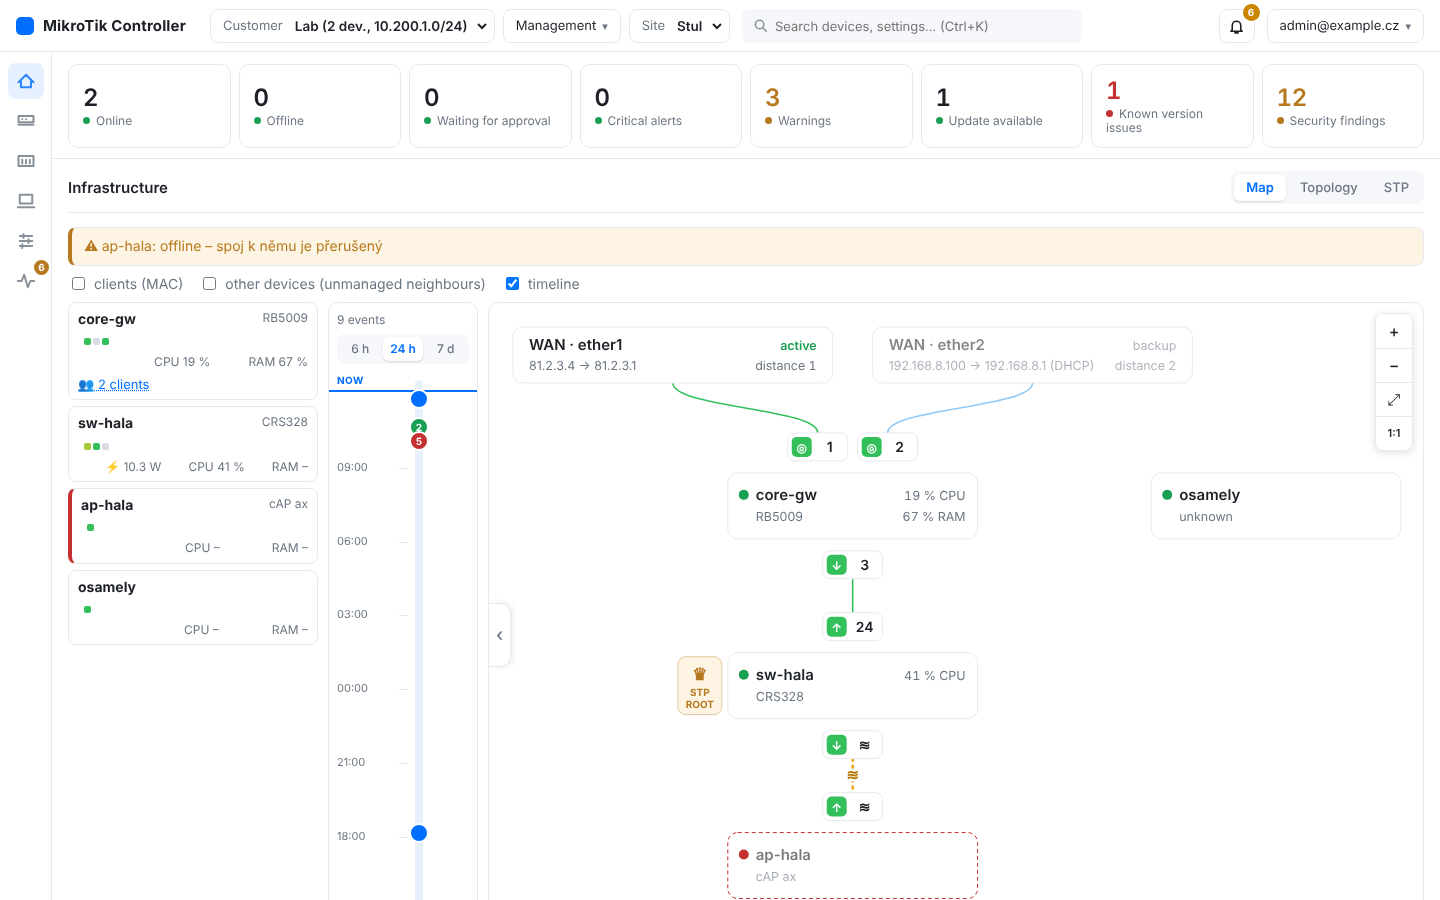 MikroTik Controller
Customer Lab (2 dev., 10.200.1.0/24)
Management
Site Stul
Search devices, settings... (Ctrl+K)
6
admin@example.cz
2
Online
0
Offline
0
Waiting for approval
0
Critical alerts
3
Warnings
1
Update available
1
Known version issues
12
Security findings
6
Infrastructure
Map Topology STP
ap-hala: offline – spoj k němu je přerušený
clients (MAC)
other devices (unmanaged neighbours)
timeline
core-gw RB5009
CPU 19 % RAM 67 %
2 clients
sw-hala CRS328
10.3 W CPU 41 % RAM –
ap-hala cAP ax
CPU – RAM –
osamely
CPU – RAM –
9 events
6 h 24 h 7 d
NOW
2
5
09:00
06:00
03:00
00:00
21:00
18:00
WAN · ether1 active
81.2.3.4 → 81.2.3.1 distance 1
WAN · ether2 backup
192.168.8.100 → 192.168.8.1 (DHCP) distance 2
1
2
core-gw 19 % CPU
RB5009 67 % RAM
osamely
unknown
3
24
STP
ROOT
sw-hala 41 % CPU
CRS328
ap-hala
cAP ax
+
−
1:1